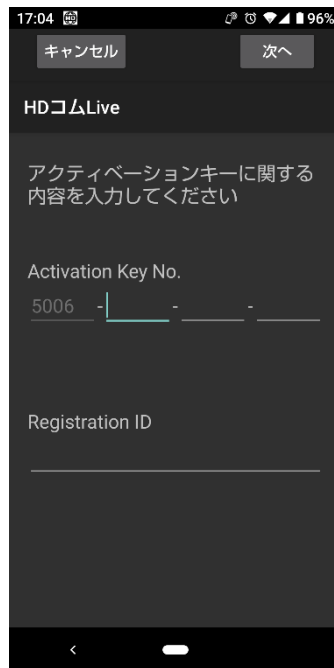 17:04
96%
キャンセル 次へ
HDコムLive
アクティベーションキーに関する
内容を入力してください
Activation Key No.
5006 - - -
Registration ID